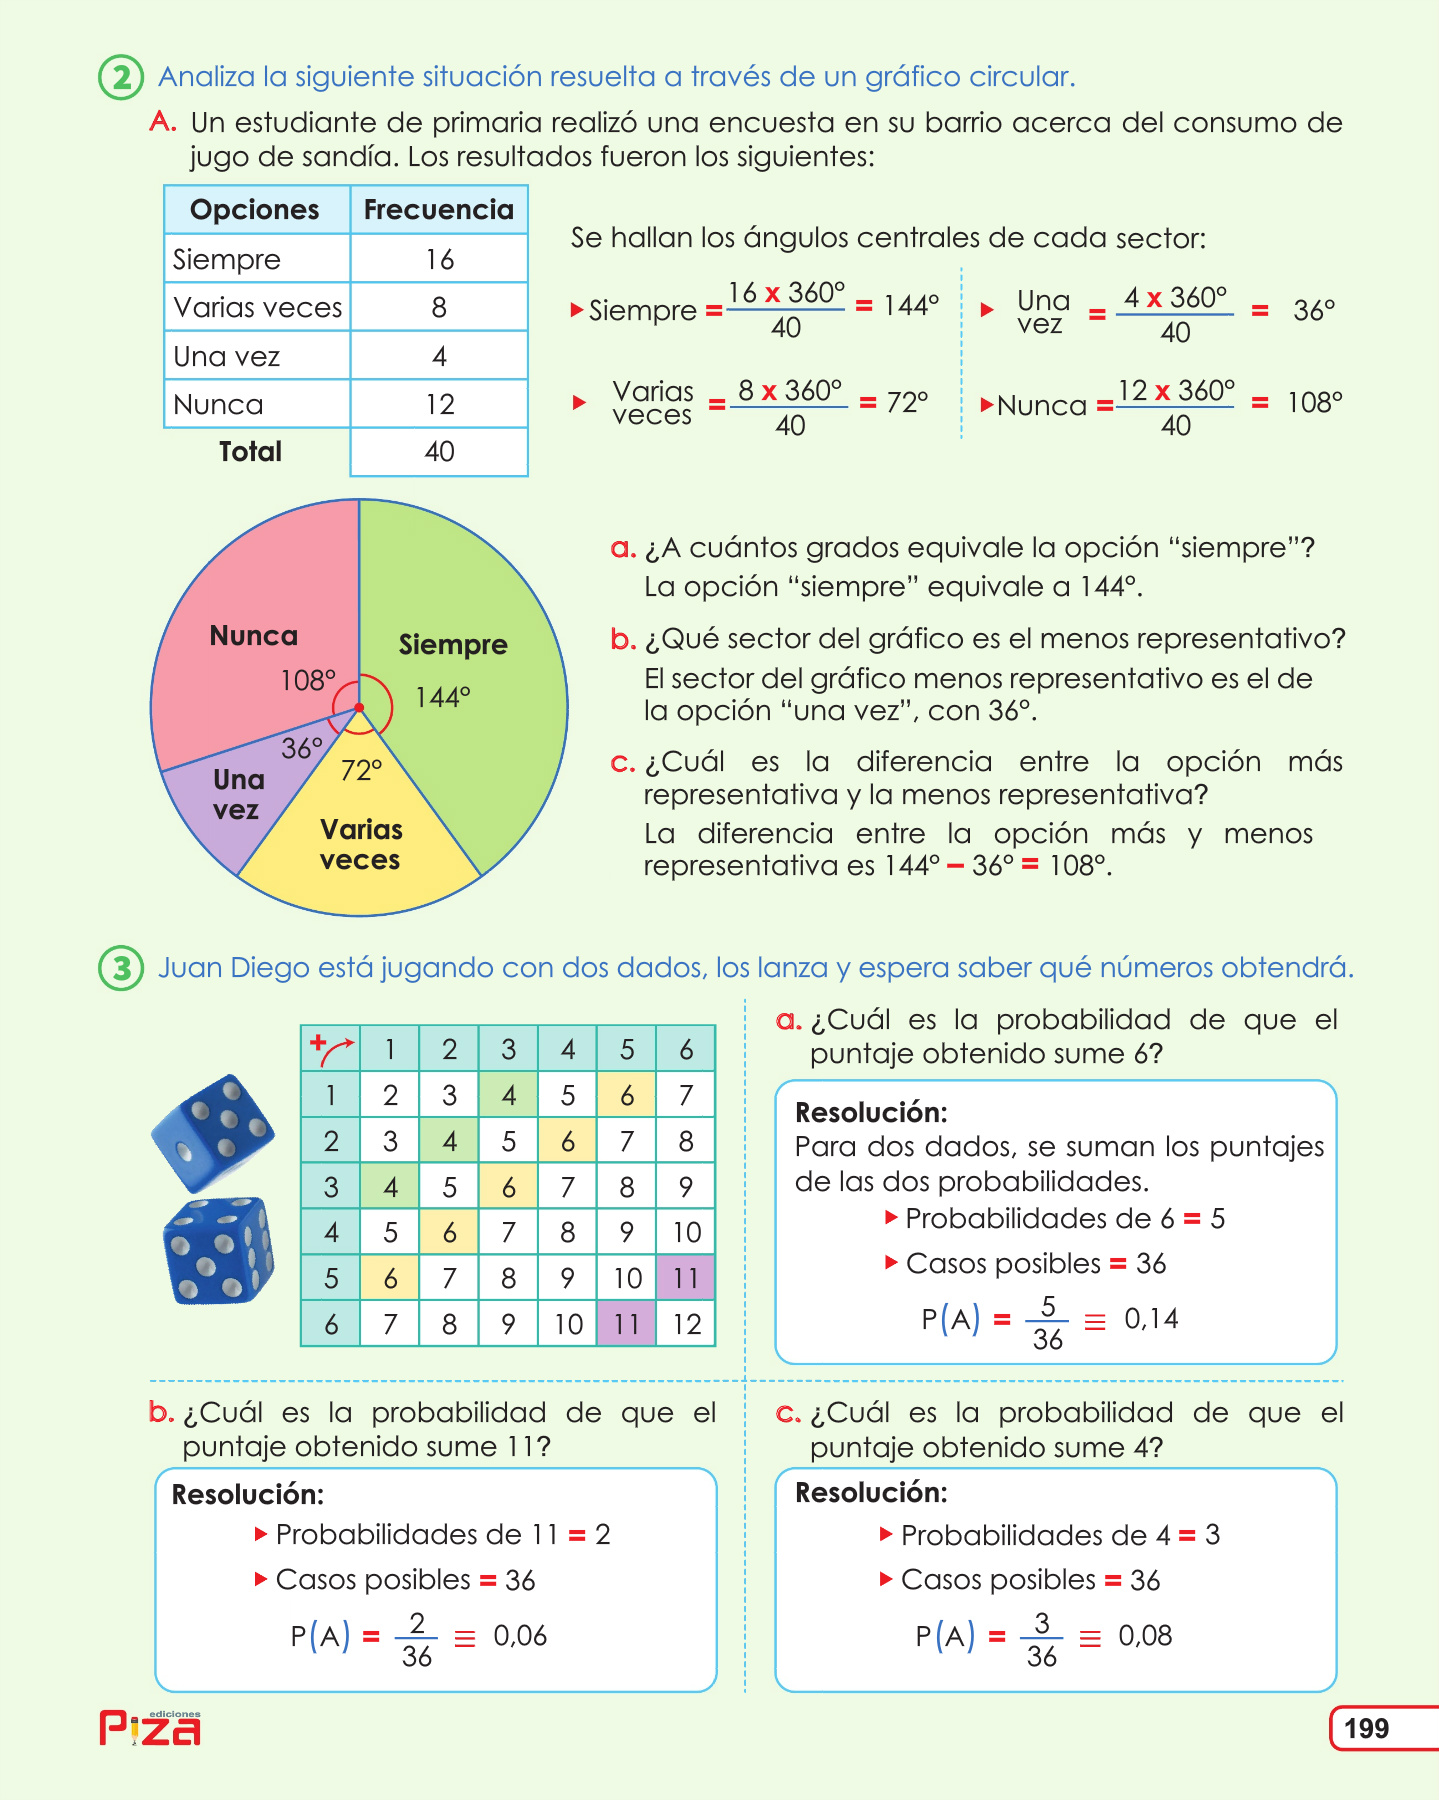 2 Analiza la siguiente situación resuelta a través de un gráfico circular.
A. Un estudiante de primaria realizó una encuesta en su barrio acerca del consumo de
jugo de sandía. Los resultados fueron los siguientes:
Opciones Frecuencia
Siempre 16
Varias veces 8
Una vez 4
Nunca 12
Total 40
Se hallan los ángulos centrales de cada sector:
Siempre = 16 x 360° / 40 = 144°
Una vez = 4 x 360° / 40 = 36°
Varias veces = 8 x 360° / 40 = 72°
Nunca = 12 x 360° / 40 = 108°
Nunca
108°
Siempre
144°
36°
Una
vez
72°
Varias
veces
a. ¿A cuántos grados equivale la opción “siempre”?
La opción “siempre” equivale a 144°.
b. ¿Qué sector del gráfico es el menos representativo?
El sector del gráfico menos representativo es el de
la opción “una vez”, con 36°.
c. ¿Cuál es la diferencia entre la opción más
representativa y la menos representativa?
La diferencia entre la opción más y menos
representativa es 144° – 36° = 108°.
3 Juan Diego está jugando con dos dados, los lanza y espera saber qué números obtendrá.
+ 1 2 3 4 5 6
1 2 3 4 5 6 7
2 3 4 5 6 7 8
3 4 5 6 7 8 9
4 5 6 7 8 9 10
5 6 7 8 9 10 11
6 7 8 9 10 11 12
a. ¿Cuál es la probabilidad de que el
puntaje obtenido sume 6?
Resolución:
Para dos dados, se suman los puntajes
de las dos probabilidades.
Probabilidades de 6 = 5
Casos posibles = 36
P(A) = 5/36 ≡ 0,14
b. ¿Cuál es la probabilidad de que el
puntaje obtenido sume 11?
Resolución:
Probabilidades de 11 = 2
Casos posibles = 36
P(A) = 2/36 ≡ 0,06
c. ¿Cuál es la probabilidad de que el
puntaje obtenido sume 4?
Resolución:
Probabilidades de 4 = 3
Casos posibles = 36
P(A) = 3/36 ≡ 0,08
ediciones
Piza
199